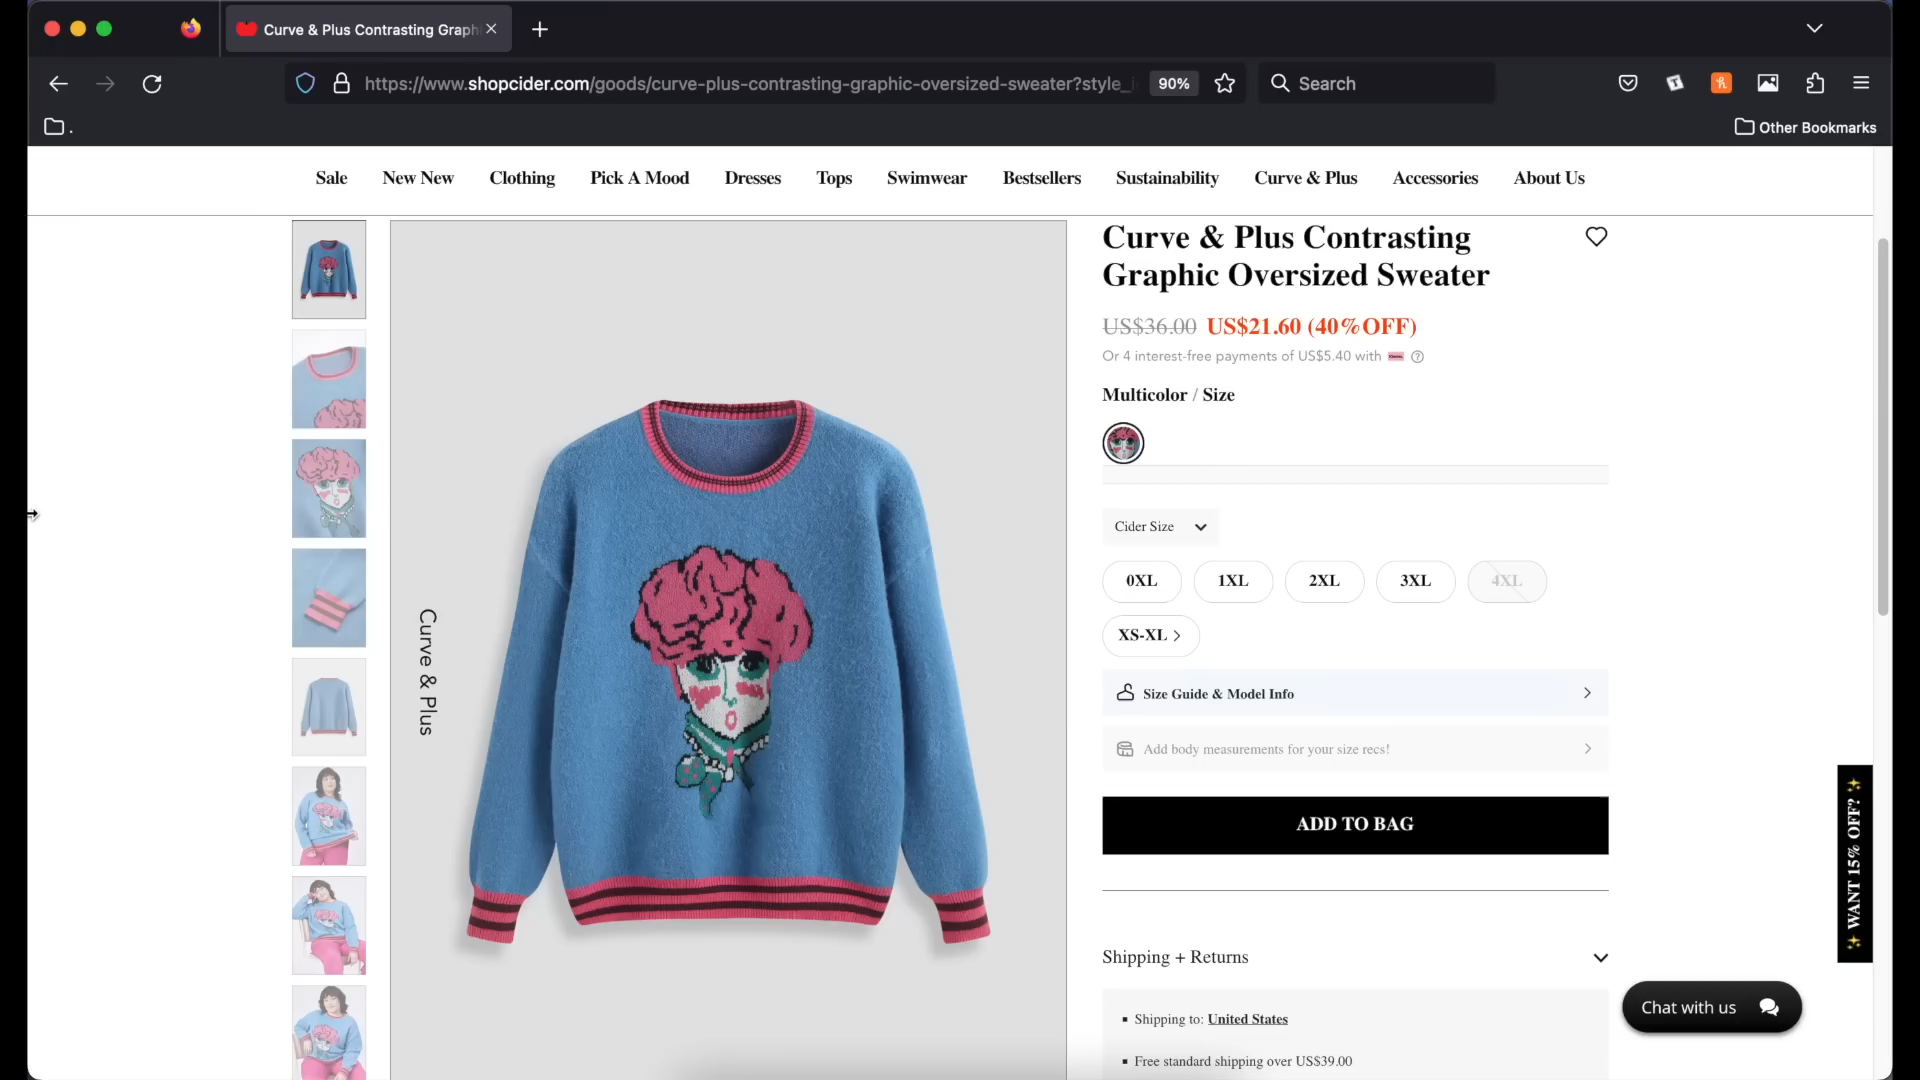 Curve & Plus Contrasting Graph
https://www.shopcider.com/goods/curve-plus-contrasting-graphic-oversized-sweater?style_i
90%
Search
.
Other Bookmarks
Sale New New Clothing Pick A Mood Dresses Tops Swimwear Bestsellers Sustainability Curve & Plus Accessories About Us
Curve & Plus
Curve & Plus Contrasting
Graphic Oversized Sweater
US$36.00 US$21.60 (40%OFF)
Or 4 interest-free payments of US$5.40 with
Multicolor / Size
Cider Size
0XL 1XL 2XL 3XL 4XL
XS-XL
Size Guide & Model Info
Add body measurements for your size recs!
ADD TO BAG
Shipping + Returns
▪ Shipping to: United States
▪ Free standard shipping over US$39.00
✨ WANT 15% OFF? ✨
Chat with us